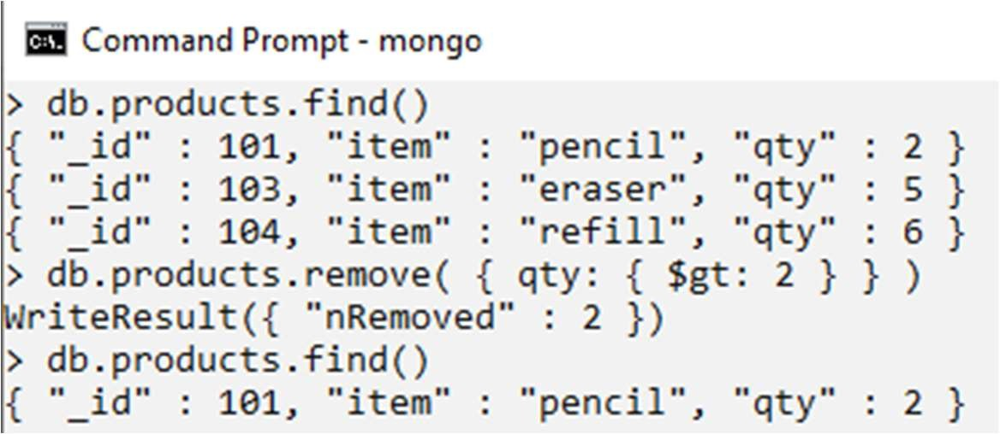 C:\. Command Prompt - mongo
> db.products.find()
{ "_id" : 101, "item" : "pencil", "qty" : 2 }
{ "_id" : 103, "item" : "eraser", "qty" : 5 }
{ "_id" : 104, "item" : "refill", "qty" : 6 }
> db.products.remove( { qty: { $gt: 2 } } )
WriteResult({ "nRemoved" : 2 })
> db.products.find()
{ "_id" : 101, "item" : "pencil", "qty" : 2 }